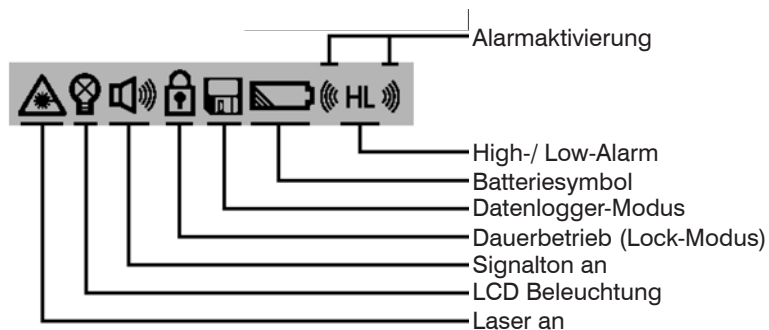 Alarmaktivierung
HL
High-/ Low-Alarm
Batteriesymbol
Datenlogger-Modus
Dauerbetrieb (Lock-Modus)
Signalton an
LCD Beleuchtung
Laser an